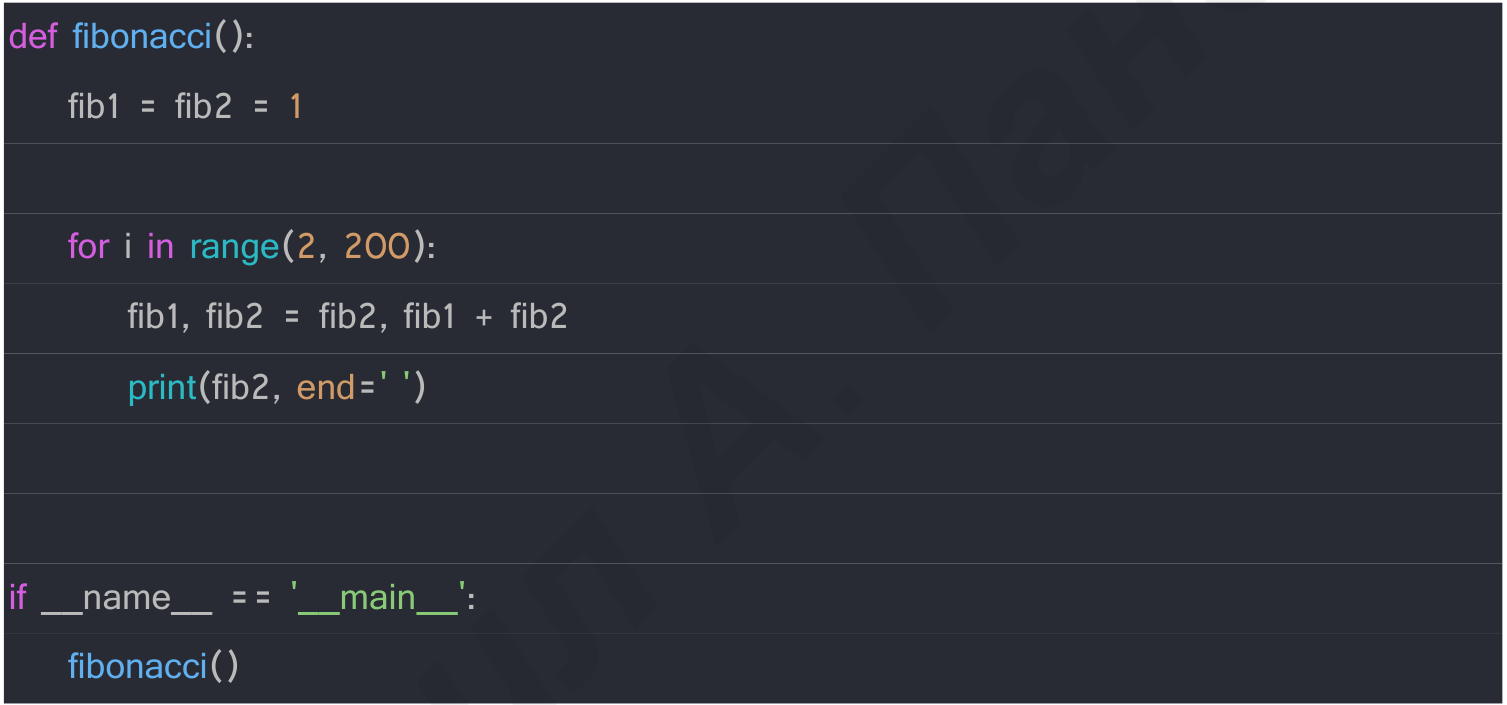 def fibonacci():
    fib1 = fib2 = 1
    for i in range(2, 200):
        fib1, fib2 = fib2, fib1 + fib2
        print(fib2, end=' ')
if __name__ == '__main__':
    fibonacci()